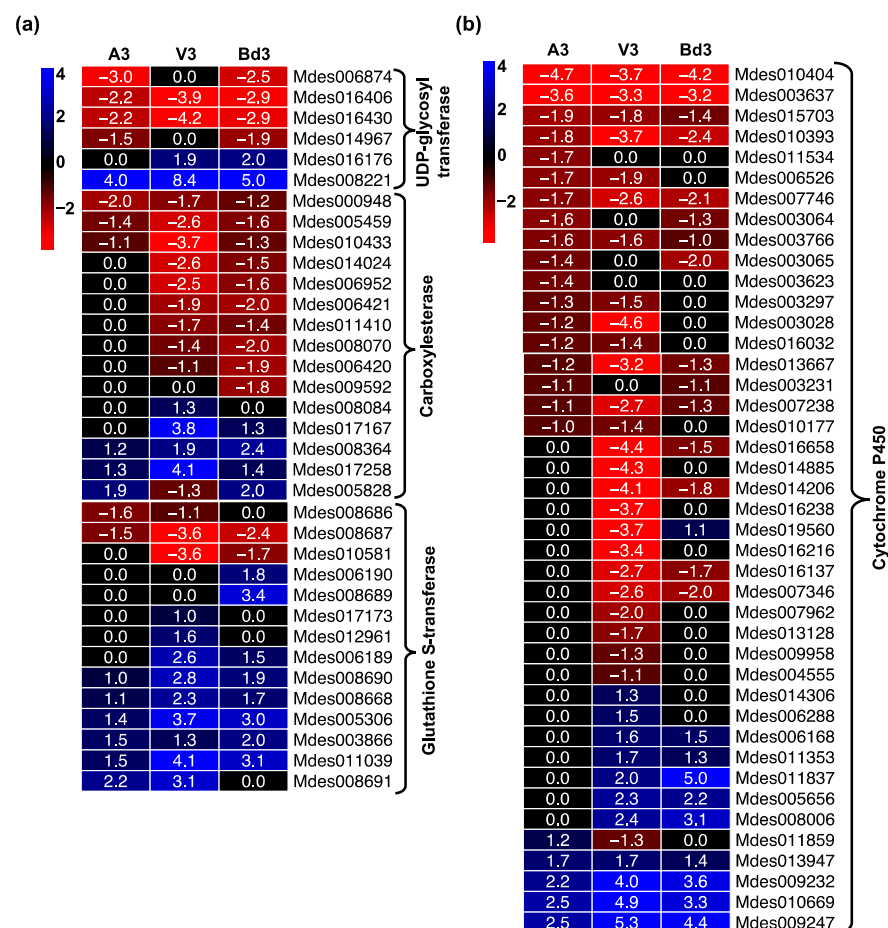 (a)
A3 V3 Bd3
4
2
0
−2
−3.0 0.0 −2.5 Mdes006874
−2.2 −3.9 −2.9 Mdes016406
−2.2 −4.2 −2.9 Mdes016430
−1.5 0.0 −1.9 Mdes014967
0.0 1.9 2.0 Mdes016176
4.0 8.4 5.0 Mdes008221
UDP-glycosyl
transferase
−2.0 −1.7 −1.2 Mdes000948
−1.4 −2.6 −1.6 Mdes005459
−1.1 −3.7 −1.3 Mdes010433
0.0 −2.6 −1.5 Mdes014024
0.0 −2.5 −1.6 Mdes006952
0.0 −1.9 −2.0 Mdes006421
0.0 −1.7 −1.4 Mdes011410
0.0 −1.4 −2.0 Mdes008070
0.0 −1.1 −1.9 Mdes006420
0.0 0.0 −1.8 Mdes009592
0.0 1.3 0.0 Mdes008084
0.0 3.8 1.3 Mdes017167
1.2 1.9 2.4 Mdes008364
1.3 4.1 1.4 Mdes017258
1.9 −1.3 2.0 Mdes005828
Carboxylesterase
−1.6 −1.1 0.0 Mdes008686
−1.5 −3.6 −2.4 Mdes008687
0.0 −3.6 −1.7 Mdes010581
0.0 0.0 1.8 Mdes006190
0.0 0.0 3.4 Mdes008689
0.0 1.0 0.0 Mdes017173
0.0 1.6 0.0 Mdes012961
0.0 2.6 1.5 Mdes006189
1.0 2.8 1.9 Mdes008690
1.1 2.3 1.7 Mdes008668
1.4 3.7 3.0 Mdes005306
1.5 1.3 2.0 Mdes003866
1.5 4.1 3.1 Mdes011039
2.2 3.1 0.0 Mdes008691
Glutathione S-transferase
(b)
A3 V3 Bd3
4
2
0
−2
−4.7 −3.7 −4.2 Mdes010404
−3.6 −3.3 −3.2 Mdes003637
−1.9 −1.8 −1.4 Mdes015703
−1.8 −3.7 −2.4 Mdes010393
−1.7 0.0 0.0 Mdes011534
−1.7 −1.9 0.0 Mdes006526
−1.7 −2.6 −2.1 Mdes007746
−1.6 0.0 −1.3 Mdes003064
−1.6 −1.6 −1.0 Mdes003766
−1.4 0.0 −2.0 Mdes003065
−1.4 0.0 0.0 Mdes003623
−1.3 −1.5 0.0 Mdes003297
−1.2 −4.6 0.0 Mdes003028
−1.2 −1.4 0.0 Mdes016032
−1.2 −3.2 −1.3 Mdes013667
−1.1 0.0 −1.1 Mdes003231
−1.1 −2.7 −1.3 Mdes007238
−1.0 −1.4 0.0 Mdes010177
0.0 −4.4 −1.5 Mdes016658
0.0 −4.3 0.0 Mdes014885
0.0 −4.1 −1.8 Mdes014206
0.0 −3.7 0.0 Mdes016238
0.0 −3.7 1.1 Mdes019560
0.0 −3.4 0.0 Mdes016216
0.0 −2.7 −1.7 Mdes016137
0.0 −2.6 −2.0 Mdes007346
0.0 −2.0 0.0 Mdes007962
0.0 −1.7 0.0 Mdes013128
0.0 −1.3 0.0 Mdes009958
0.0 −1.1 0.0 Mdes004555
0.0 1.3 0.0 Mdes014306
0.0 1.5 0.0 Mdes006288
0.0 1.6 1.5 Mdes006168
0.0 1.7 1.3 Mdes011353
0.0 2.0 5.0 Mdes011837
0.0 2.3 2.2 Mdes005656
0.0 2.4 3.1 Mdes008006
1.2 −1.3 0.0 Mdes011859
1.7 1.7 1.4 Mdes013947
2.2 4.0 3.6 Mdes009232
2.5 4.9 3.3 Mdes010669
2.5 5.3 4.4 Mdes009247
Cytochrome P450